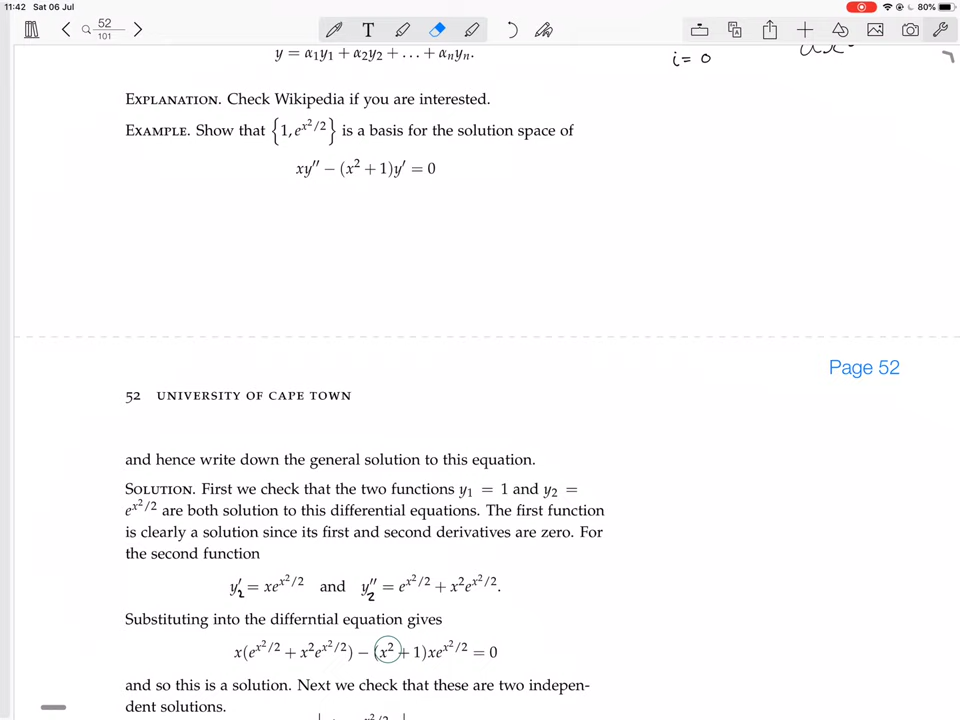 11:42 Sat 06 Jul
80%
52
101
T
y = α₁y₁ + α₂y₂ + . . . + αₙyₙ.
i = 0
EXPLANATION. Check Wikipedia if you are interested.
EXAMPLE. Show that {1, e^{x²/2}} is a basis for the solution space of
xy″ − (x² + 1)y′ = 0
Page 52
52 UNIVERSITY OF CAPE TOWN
and hence write down the general solution to this equation.
SOLUTION. First we check that the two functions y₁ = 1 and y₂ =
e^{x²/2} are both solution to this differential equations. The first function
is clearly a solution since its first and second derivatives are zero. For
the second function
y₂′ = xe^{x²/2} and y₂″ = e^{x²/2} + x²e^{x²/2}.
Substituting into the differntial equation gives
x(e^{x²/2} + x²e^{x²/2}) − (x² + 1)xe^{x²/2} = 0
and so this is a solution. Next we check that these are two indepen-
dent solutions.